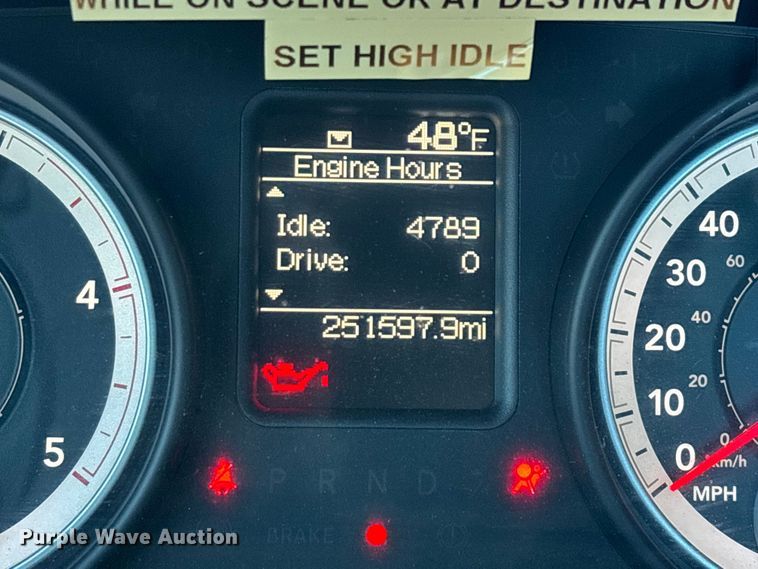 WHILE ON SCENE OR AT DESTINATION
SET HIGH IDLE
48°F
Engine Hours
Idle: 4789
Drive: 0
251597.9mi
4
5
40
30
20
10
0
60
40
20
0
km/h
MPH
P R N
BRAKE
Purple Wave Auction